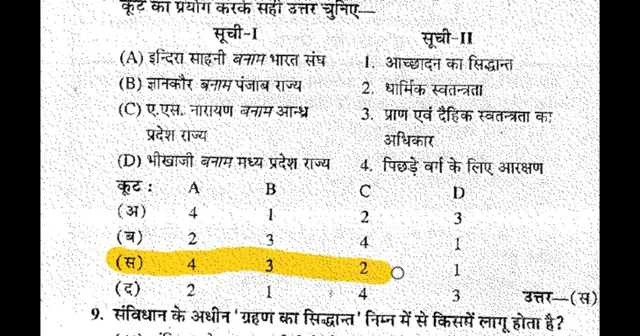 कूट का प्रयोग करके सही उत्तर चुनिए—
सूची-I सूची-II
(A) इन्दिरा साहनी बनाम भारत संघ 1. आच्छादन का सिद्धान्त
(B) ज्ञानकौर बनाम पंजाब राज्य 2. धार्मिक स्वतन्त्रता
(C) ए.एस. नारायण बनाम आन्ध्र 3. प्राण एवं दैहिक स्वतन्त्रता का
प्रदेश राज्य अधिकार
(D) भीखाजी बनाम मध्य प्रदेश राज्य 4. पिछड़े वर्ग के लिए आरक्षण
कूट : A B C D
(अ) 4 1 2 3
(ब) 2 3 4 1
(स) 4 3 2 1
(द) 2 1 4 3 उत्तर—(स)
9. संविधान के अधीन 'ग्रहण का सिद्धान्त' निम्न में से किसमें लागू होता है?